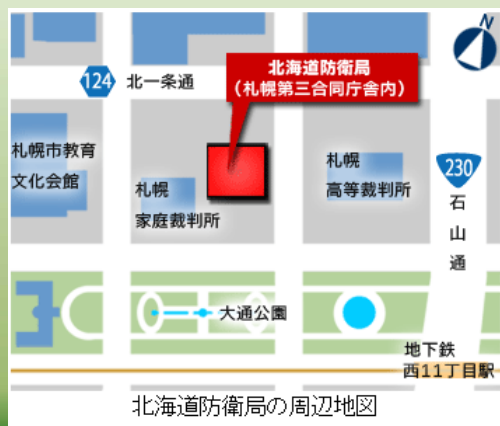 N
北海道防衛局
（札幌第三合同庁舎内）
124
北一条通
札幌市教育
文化会館
札幌
家庭裁判所
札幌
高等裁判所
230
石
山
通
大通公園
地下鉄
西11丁目駅
北海道防衛局の周辺地図